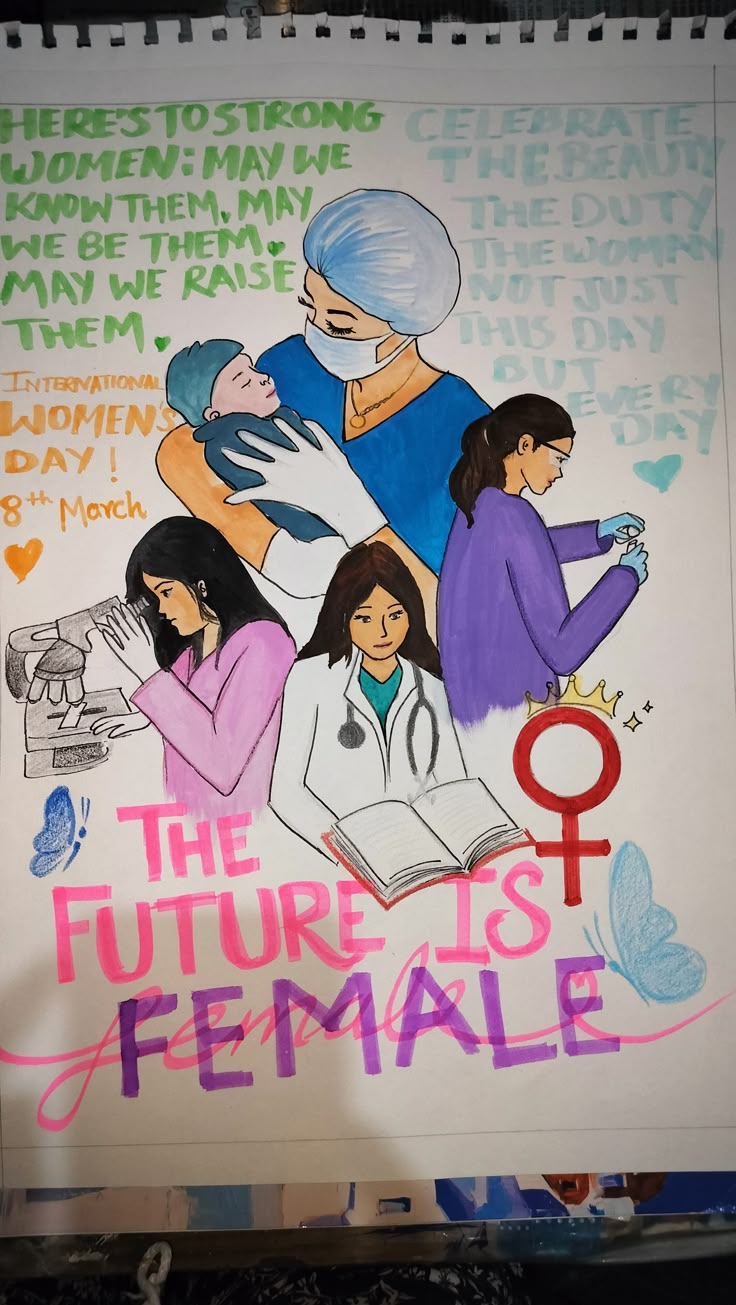 HERE'S TO STRONG
WOMEN: MAY WE
KNOW THEM, MAY
WE BE THEM.
MAY WE RAISE
THEM.
INTERNATIONAL
WOMEN'S
DAY!
8th March
CELEBRATE
THE BEAUTY
THE DUTY
THE WOMAN
NOT JUST
THIS DAY
BUT
EVERY
DAY
THE
FUTURE IS
female
FEMALE